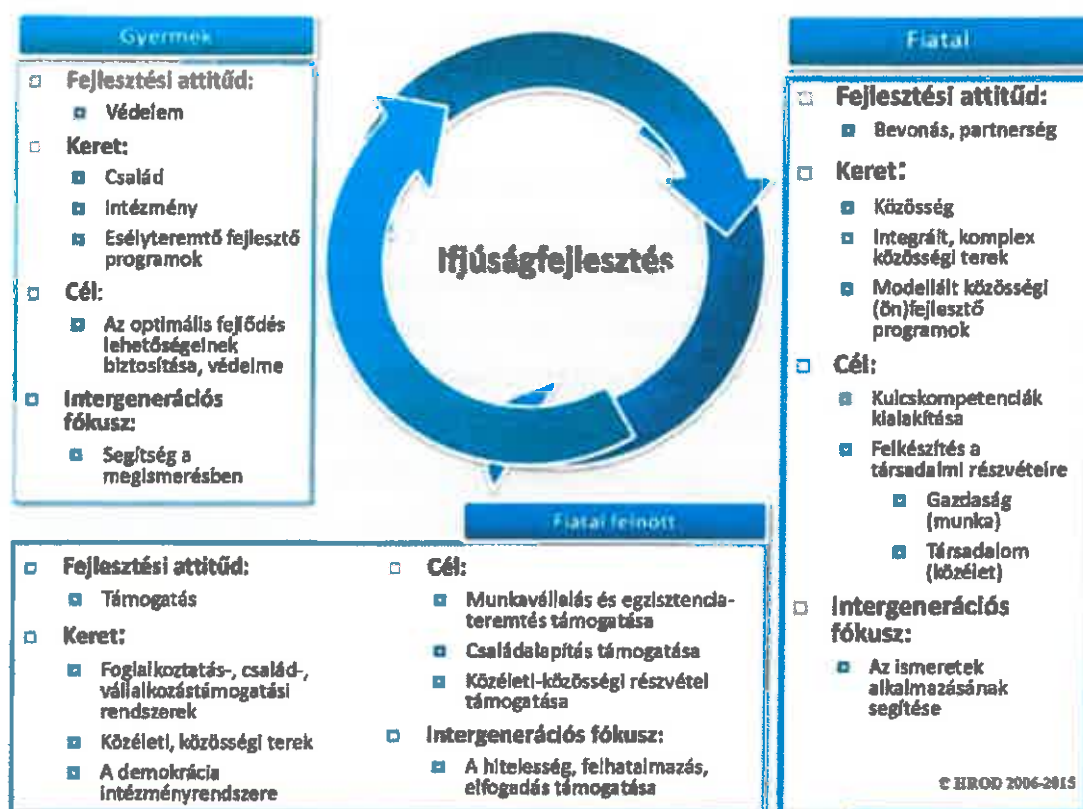 Gyermek
Fejlesztési attitűd:
Védelem
Keret:
Család
Intézmény
Esélyteremtő fejlesztő
programok
Cél:
Az optimális fejlődés
lehetőségeinek
biztosítása, védelme
Intergenerációs
fókusz:
Segítség a
megismerésben
Ifjúságfejlesztés
Fiatal
Fejlesztési attitűd:
Bevonás, partnerség
Keret:
Közösség
Integrált, komplex
közösségi terek
Modellált közösségi
(ön)fejlesztő
programok
Cél:
Kulcskompetenciák
kialakítása
Felkészítés a
társadalmi részvételre
Gazdaság
(munka)
Társadalom
(közélet)
Intergenerációs
fókusz:
Az ismeretek
alkalmazásának
segítése
Fiatal felnőtt
Fejlesztési attitűd:
Támogatás
Keret:
Foglalkoztatás-, család-,
vállalkozástámogatási
rendszerek
Közéleti, közösségi terek
A demokrácia
intézményrendszere
Cél:
Munkavállalás és egzisztencia-
teremtés támogatása
Családalapítás támogatása
Közéleti-közösségi részvétel
támogatása
Intergenerációs fókusz:
A hitelesség, felhatalmazás,
elfogadás támogatása
© HROD 2006-2015